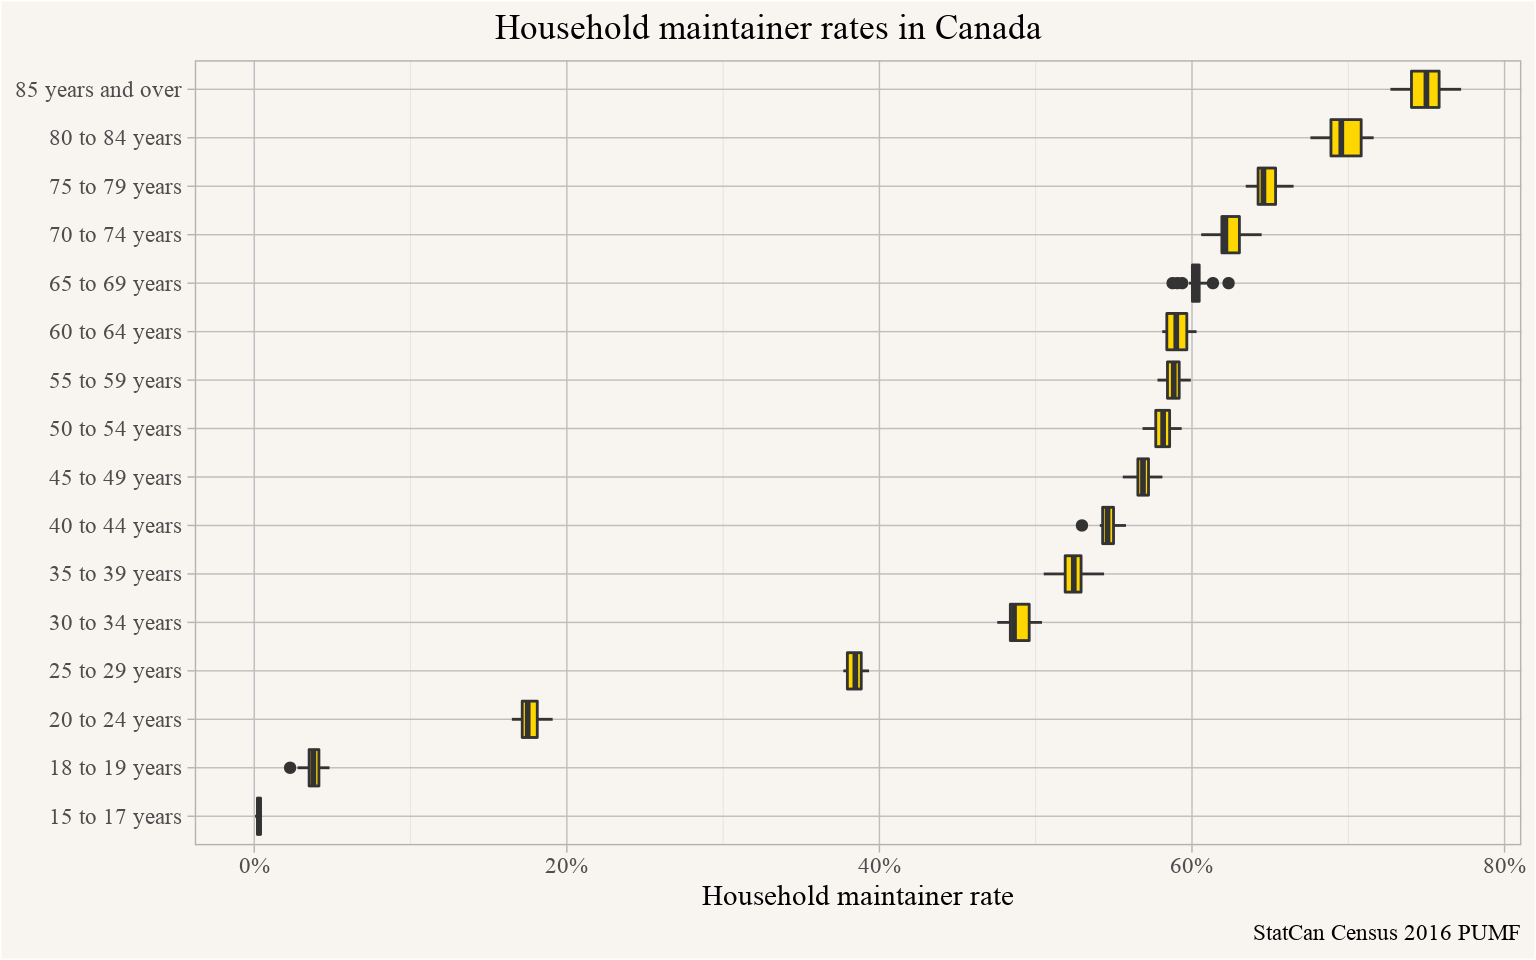 Household maintainer rates in Canada
85 years and over
80 to 84 years
75 to 79 years
70 to 74 years
65 to 69 years
60 to 64 years
55 to 59 years
50 to 54 years
45 to 49 years
40 to 44 years
35 to 39 years
30 to 34 years
25 to 29 years
20 to 24 years
18 to 19 years
15 to 17 years
0% 20% 40% 60% 80%
Household maintainer rate
StatCan Census 2016 PUMF